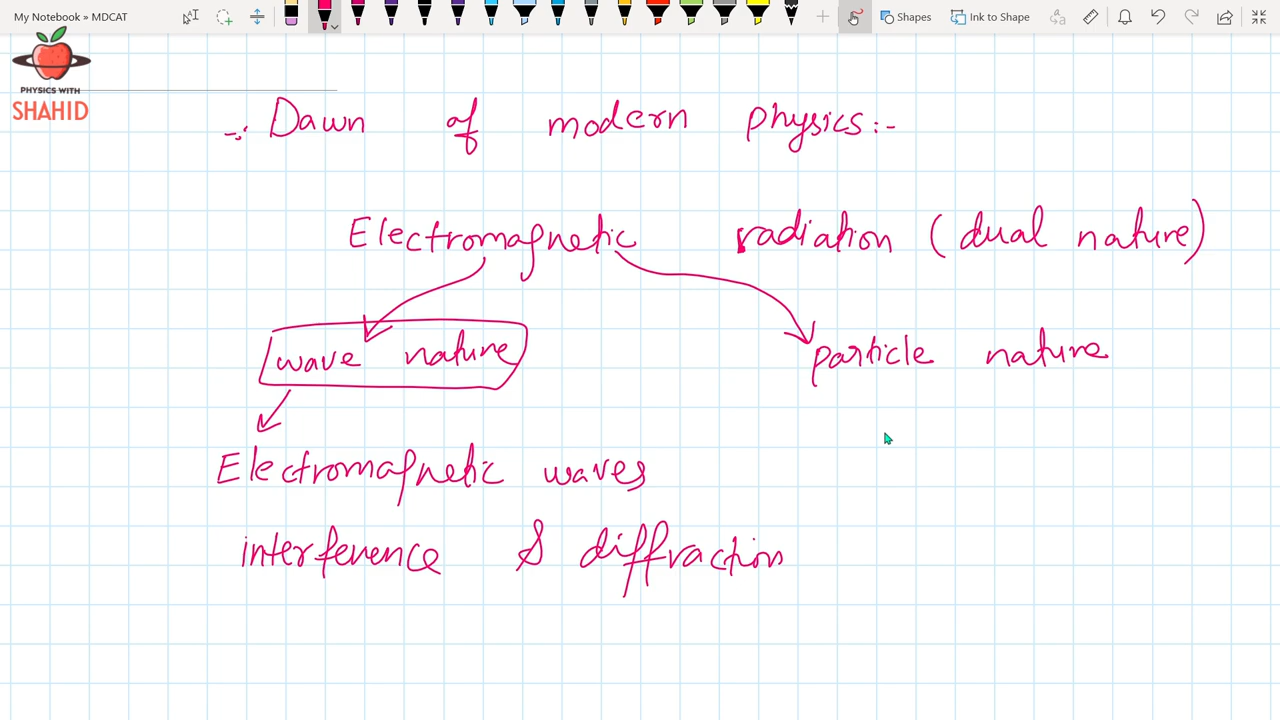 My Notebook » MDCAT
Shapes
Ink to Shape
PHYSICS WITH
SHAHID
Dawn of modern physics:-
Electromagnetic radiation (dual nature)
wave nature
particle nature
Electromagnetic waves
interference & diffraction